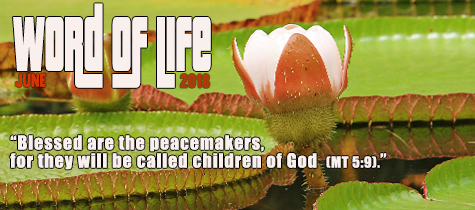 WORD OF LIFE
JUNE 2018
“Blessed are the peacemakers,
for they will be called children of God (MT 5:9).”